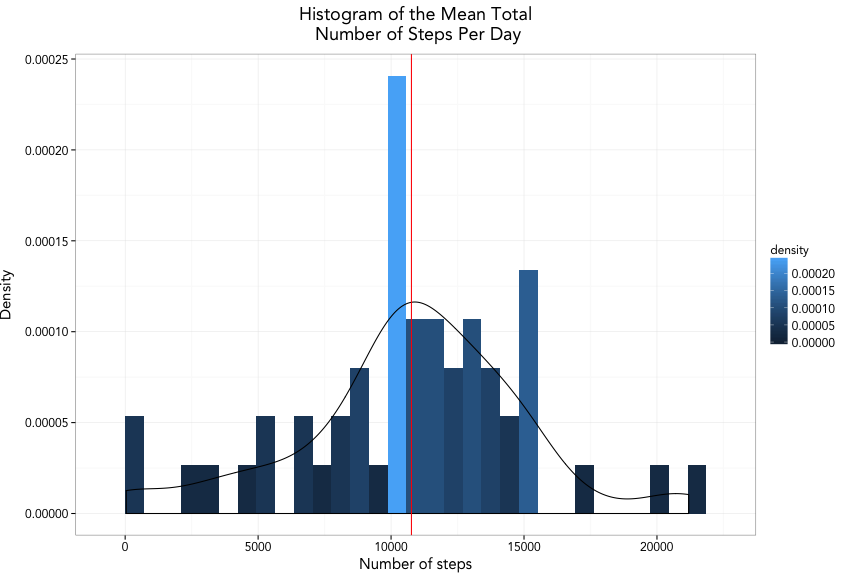 Histogram of the Mean Total
Number of Steps Per Day
Density
0.00025
0.00020
0.00015
0.00010
0.00005
0.00000
0 5000 10000 15000 20000
Number of steps
density
0.00020
0.00015
0.00010
0.00005
0.00000